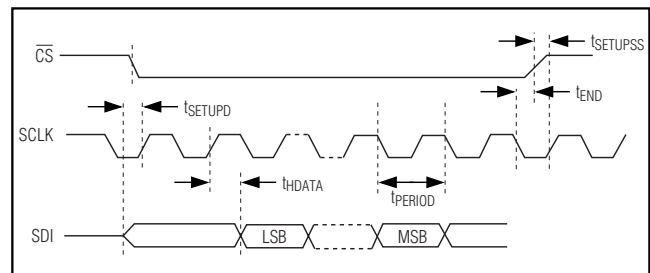 CS
tSETUPSS
tEND
tSETUPD
SCLK
tHDATA
tPERIOD
SDI
LSB
MSB